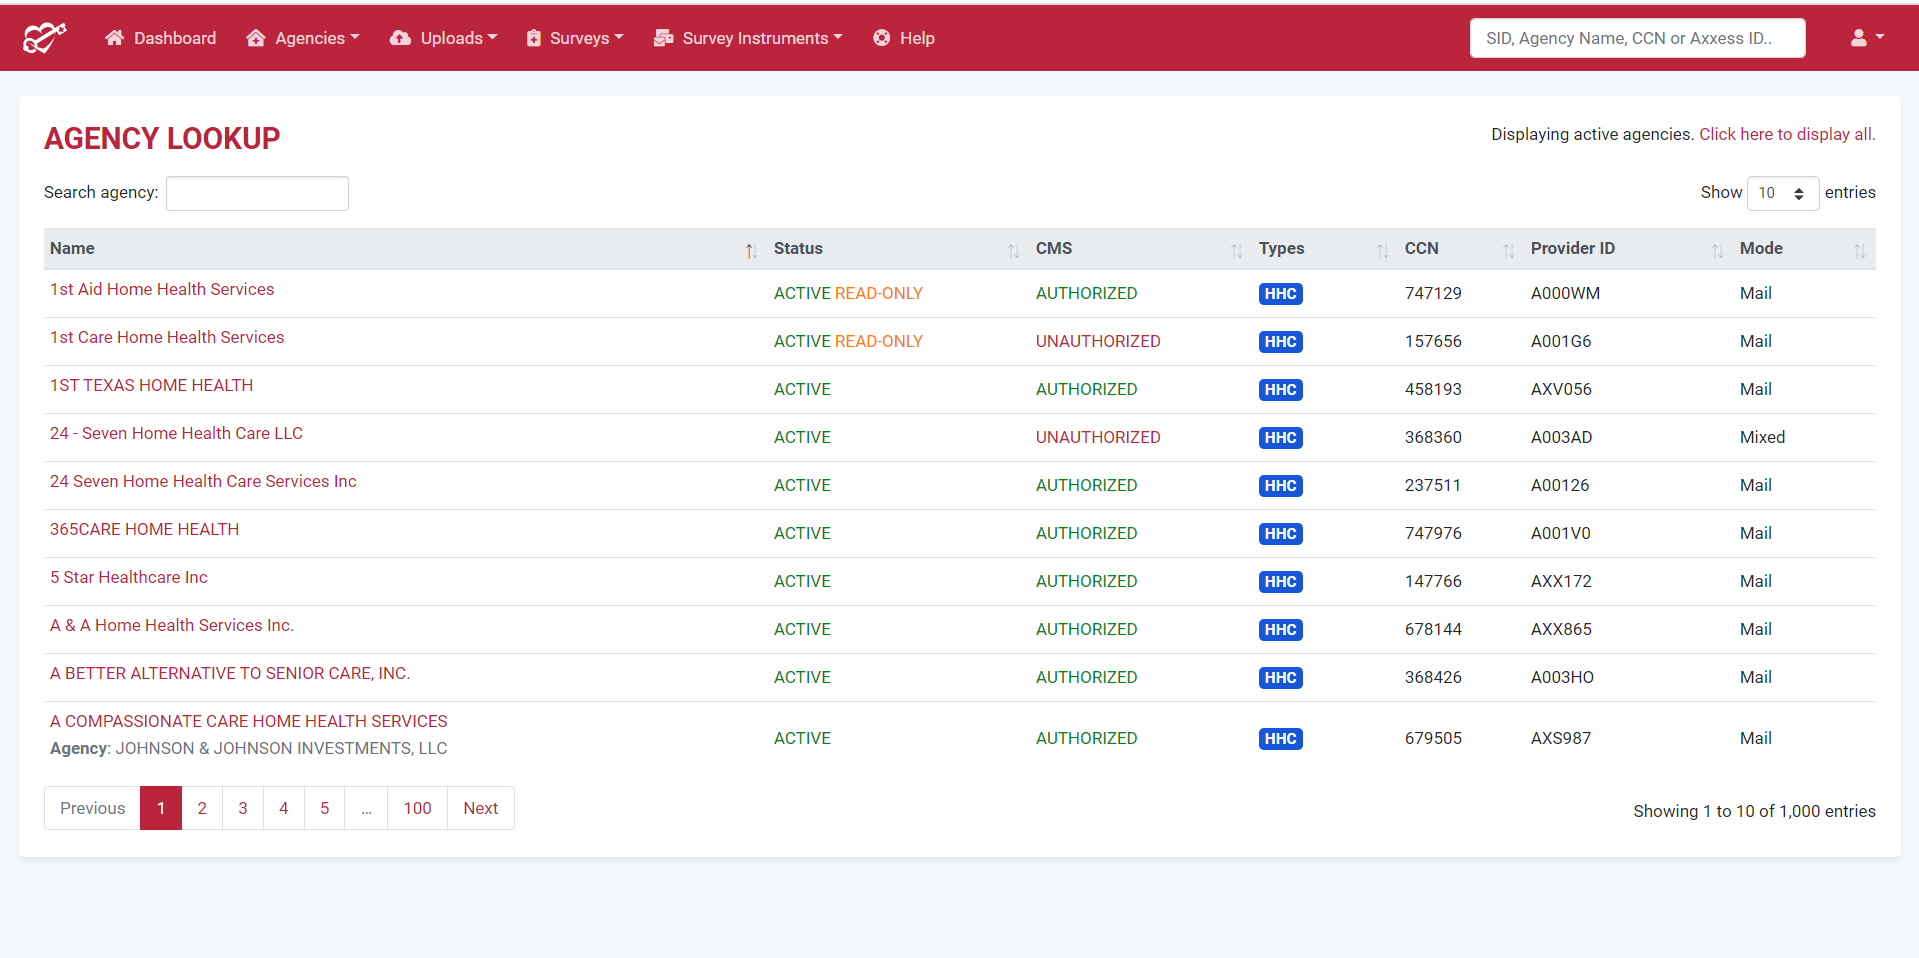 Dashboard Agencies Uploads Surveys Survey Instruments Help SID, Agency Name, CCN or Axxess ID..
AGENCY LOOKUP
Displaying active agencies. Click here to display all.
Search agency:
Show 10 entries
Name Status CMS Types CCN Provider ID Mode
1st Aid Home Health Services ACTIVE READ-ONLY AUTHORIZED HHC 747129 A000WM Mail
1st Care Home Health Services ACTIVE READ-ONLY UNAUTHORIZED HHC 157656 A001G6 Mail
1ST TEXAS HOME HEALTH ACTIVE AUTHORIZED HHC 458193 AXV056 Mail
24 - Seven Home Health Care LLC ACTIVE UNAUTHORIZED HHC 368360 A003AD Mixed
24 Seven Home Health Care Services Inc ACTIVE AUTHORIZED HHC 237511 A00126 Mail
365CARE HOME HEALTH ACTIVE AUTHORIZED HHC 747976 A001V0 Mail
5 Star Healthcare Inc ACTIVE AUTHORIZED HHC 147766 AXX172 Mail
A & A Home Health Services Inc. ACTIVE AUTHORIZED HHC 678144 AXX865 Mail
A BETTER ALTERNATIVE TO SENIOR CARE, INC. ACTIVE AUTHORIZED HHC 368426 A003HO Mail
A COMPASSIONATE CARE HOME HEALTH SERVICES ACTIVE AUTHORIZED HHC 679505 AXS987 Mail
Agency: JOHNSON & JOHNSON INVESTMENTS, LLC
Previous 1 2 3 4 5 ... 100 Next
Showing 1 to 10 of 1,000 entries